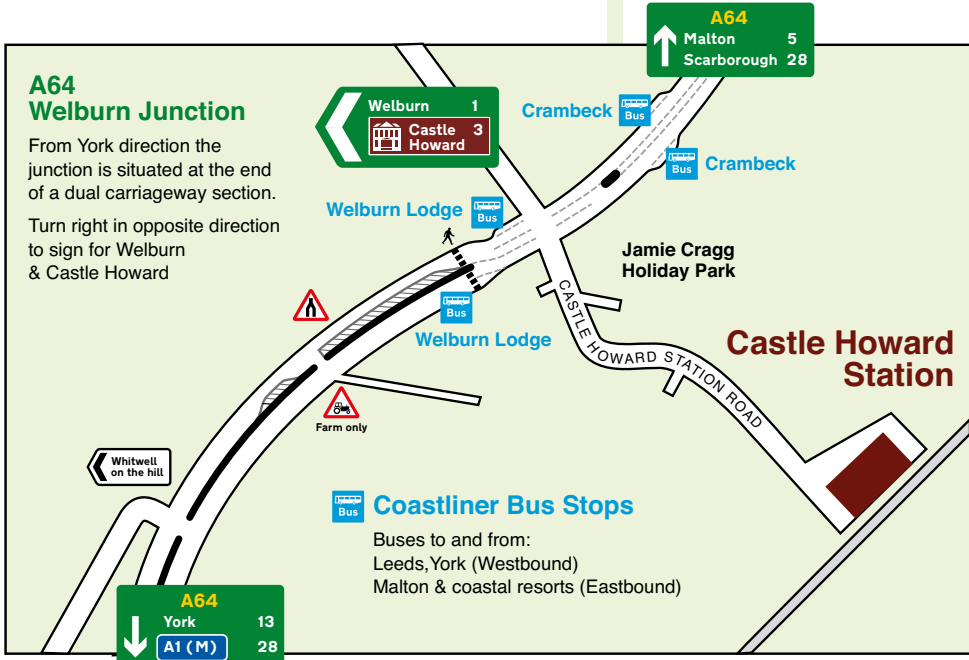 A64
Malton 5
Scarborough 28
A64
Welburn Junction
From York direction the
junction is situated at the end
of a dual carriageway section.
Turn right in opposite direction
to sign for Welburn
& Castle Howard
Welburn 1
Castle 3
Howard
Crambeck
Bus
Bus
Crambeck
Welburn Lodge
Bus
Jamie Cragg
Holiday Park
Bus
Welburn Lodge
CASTLE HOWARD STATION ROAD
Castle Howard
Station
Farm only
Whitwell
on the hill
Bus
Coastliner Bus Stops
Buses to and from:
Leeds,York (Westbound)
Malton & coastal resorts (Eastbound)
A64
York 13
A1 (M) 28